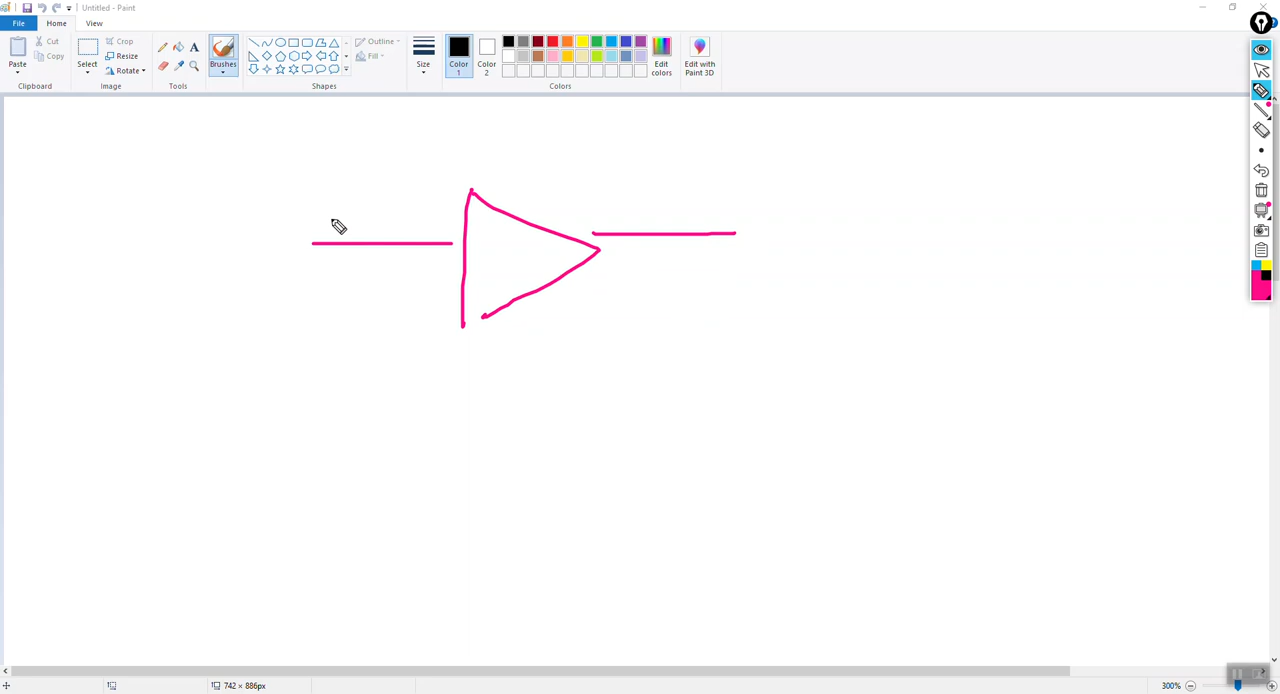 Untitled - Paint
File Home View
Paste
Cut
Copy
Clipboard
Select
Crop
Resize
Rotate
Image
A
Tools
Brushes
Outline
Fill
Shapes
Size
Color 1
Color 2
Edit colors
Edit with Paint 3D
Colors
742 × 886px
300%